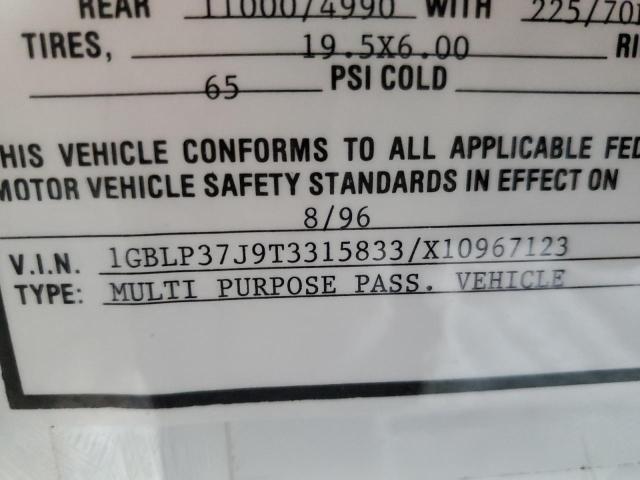 REAR 11000/4990 WITH 225/70
TIRES, 19.5X6.00 RI
65 PSI COLD
HIS VEHICLE CONFORMS TO ALL APPLICABLE FED
MOTOR VEHICLE SAFETY STANDARDS IN EFFECT ON
8/96
V.I.N. 1GBLP37J9T3315833/X10967123
TYPE: MULTI PURPOSE PASS. VEHICLE